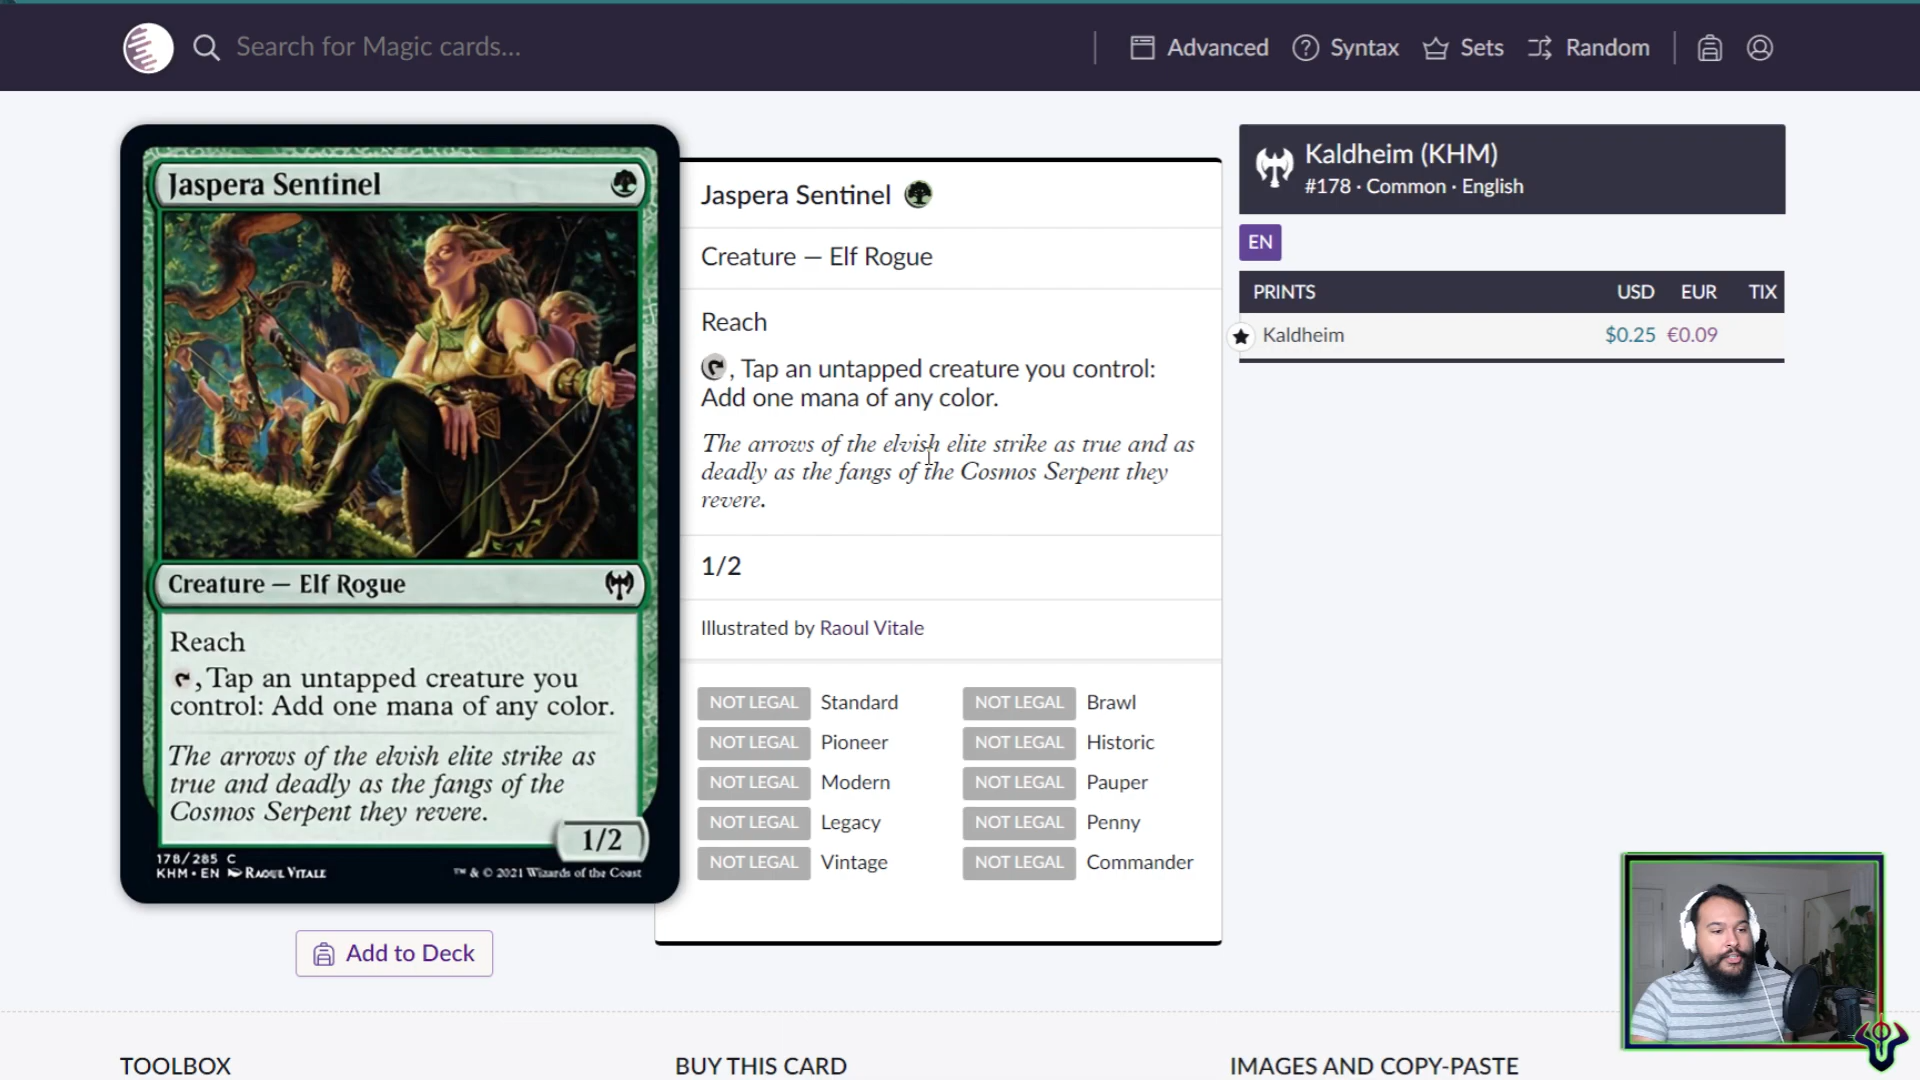 Search for Magic cards...
Advanced
Syntax
Sets
Random
Jaspera Sentinel
Creature — Elf Rogue
Reach
, Tap an untapped creature you
control: Add one mana of any color.
The arrows of the elvish elite strike as
true and deadly as the fangs of the
Cosmos Serpent they revere.
1/2
178/285 C
KHM • EN RAOUL VITALE
™ & © 2021 Wizards of the Coast
Add to Deck
Jaspera Sentinel
Creature — Elf Rogue
Reach
, Tap an untapped creature you control:
Add one mana of any color.
The arrows of the elvish elite strike as true and as
deadly as the fangs of the Cosmos Serpent they
revere.
1/2
Illustrated by Raoul Vitale
NOT LEGAL Standard NOT LEGAL Brawl
NOT LEGAL Pioneer NOT LEGAL Historic
NOT LEGAL Modern NOT LEGAL Pauper
NOT LEGAL Legacy NOT LEGAL Penny
NOT LEGAL Vintage NOT LEGAL Commander
Kaldheim (KHM)
#178 · Common · English
EN
PRINTS USD EUR TIX
Kaldheim $0.25 €0.09
TOOLBOX
BUY THIS CARD
IMAGES AND COPY-PASTE